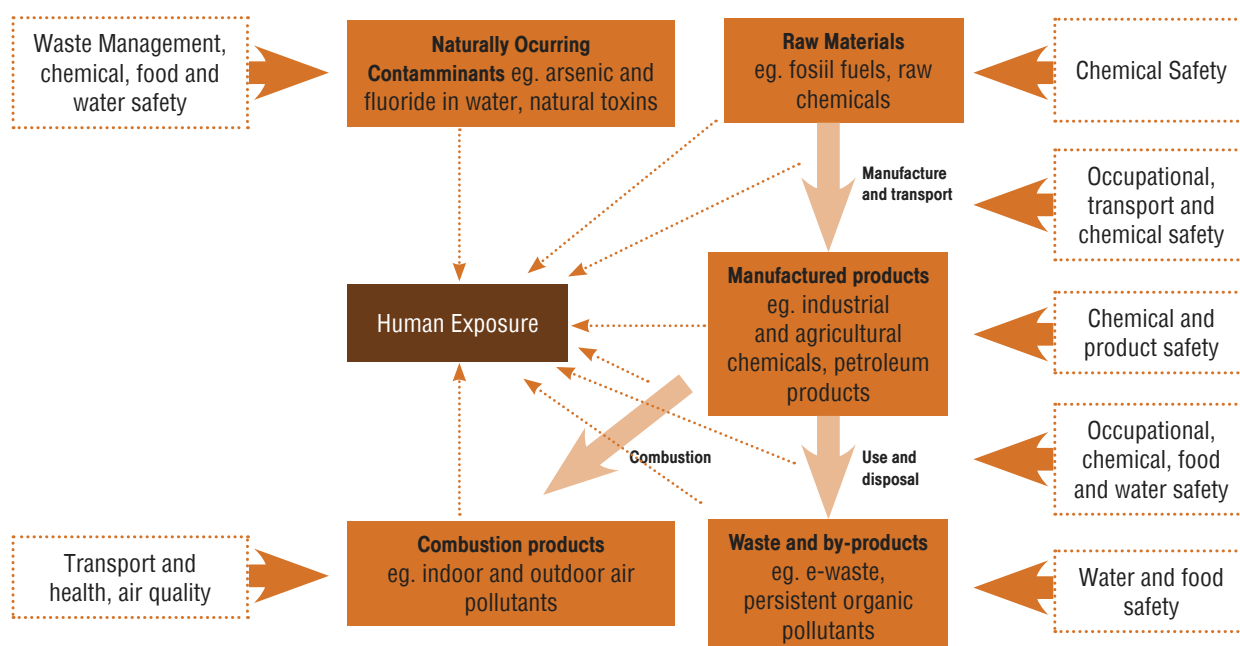 Waste Management,
chemical, food and
water safety
Naturally Ocurring
Contamminants eg. arsenic and
fluoride in water, natural toxins
Raw Materials
eg. fosiil fuels, raw
chemicals
Chemical Safety
Manufacture
and transport
Occupational,
transport and
chemical safety
Human Exposure
Manufactured products
eg. industrial
and agricultural
chemicals, petroleum
products
Chemical and
product safety
Combustion
Use and
disposal
Occupational,
chemical, food
and water safety
Transport and
health, air quality
Combustion products
eg. indoor and outdoor air
pollutants
Waste and by-products
eg. e-waste,
persistent organic
pollutants
Water and food
safety